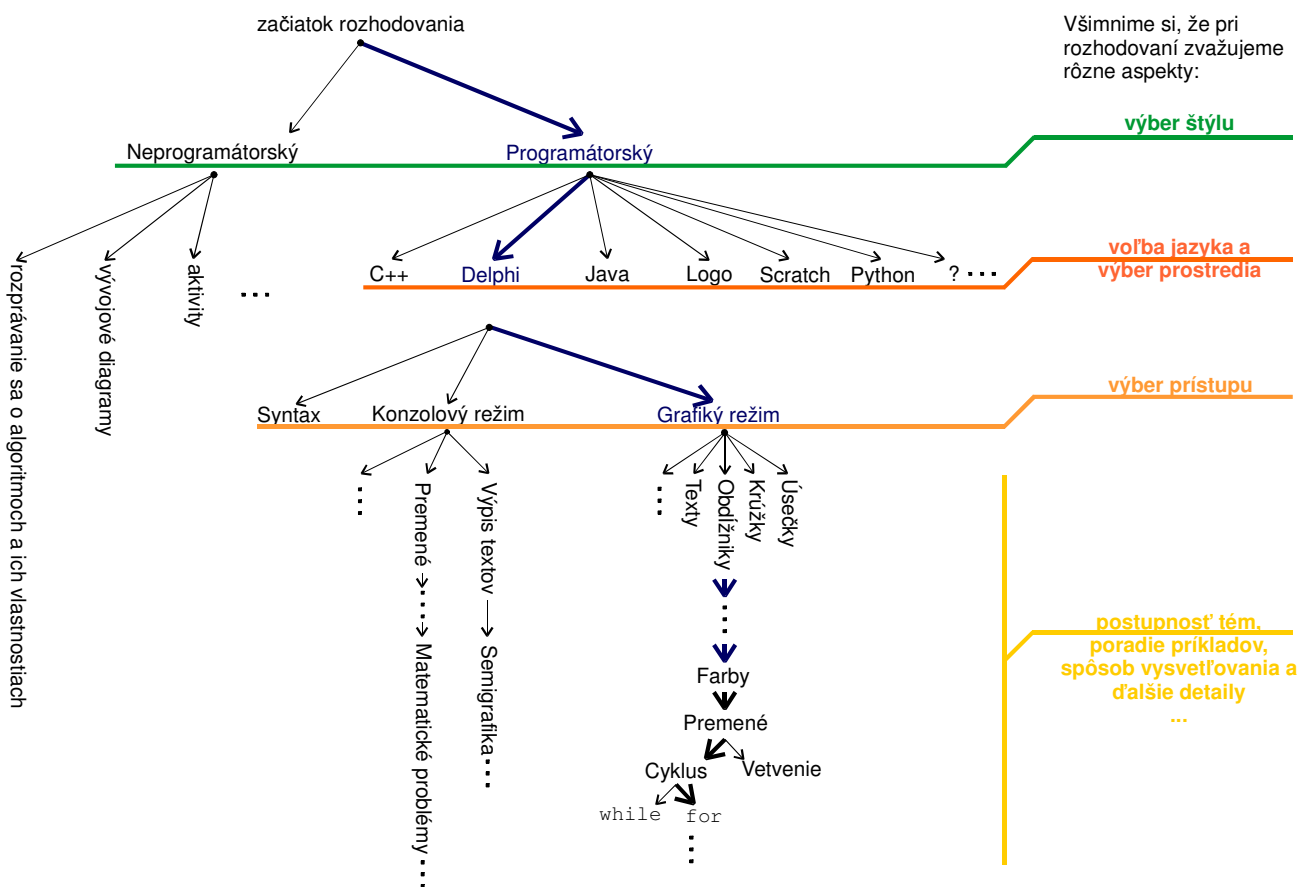 začiatok rozhodovania
Všimnime si, že pri
rozhodovaní zvažujeme
rôzne aspekty:
výber štýlu
Neprogramátorský
Programátorský
rozprávanie sa o algoritmoch a ich vlastnostiach
vývojové diagramy
aktivity
...
C++
Delphi
Java
Logo
Scratch
Python
? ...
voľba jazyka a
výber prostredia
výber prístupu
Syntax
Konzolový režim
Grafiký režim
...
Premené
...
Matematické problémy
...
Výpis textov
Semigrafika
...
...
Texty
Obdĺžniky
Krúžky
Úsečky
...
Farby
Premené
Cyklus
Vetvenie
while
for
...
postupnosť tém,
poradie príkladov,
spôsob vysvetľovania a
ďalšie detaily
...